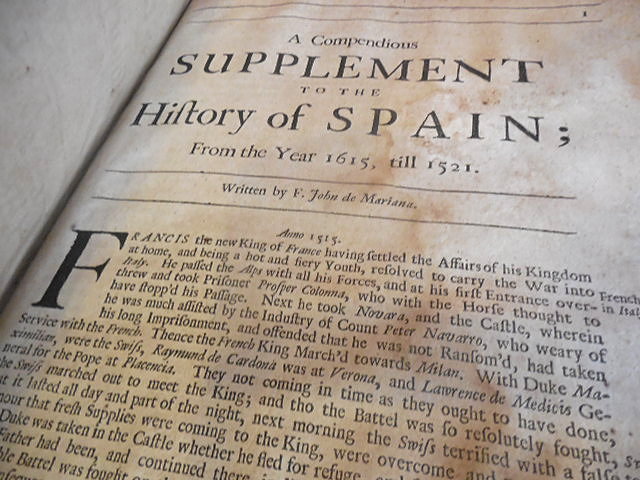 1
A Compendious
SUPPLEMENT
TO THE
Hiſtory of SPAIN;
From the Year 1615, till 1521.
Written by F. John de Mariana.
Anno 1515.
FRANCIS the new King of France having ſettled the Affairs of his Kingdom
at home, and being a hot and fiery Youth, reſolved to carry the War into French
Italy. He paſſed the Alps with all his Forces, and at his firſt Entrance over- in Italy
threw and took Priſoner Proſper Colonna, who with the Horſe thought to
have ſtopp'd his Paſſage. Next he took Novara, and the Caſtle, wherein
he was much aſſiſted by the Induſtry of Count Peter Navarro, who weary of
his long Impriſonment, and offended that he was not Ranſom'd, had taken
Service with the French. Thence the French King March'd towards Milan. With Duke Ma-
ximilian, were the Swiſs, Raymund de Cardona was at Verona, and Lawrence de Medicis Ge-
neral for the Pope at Placencia. They not coming in time as they ought to have done;
the Swiſs marched out to meet the King; and tho the Battel was ſo reſolutely fought,
it laſted all day and part of the night, next morning the Swiſs terrified with a falſe
that freſh Supplies were coming to the King, were overcome and
Duke was taken in the Caſtle whether he fled for refuge, and
Father had been, and continued there
Battel was fought on